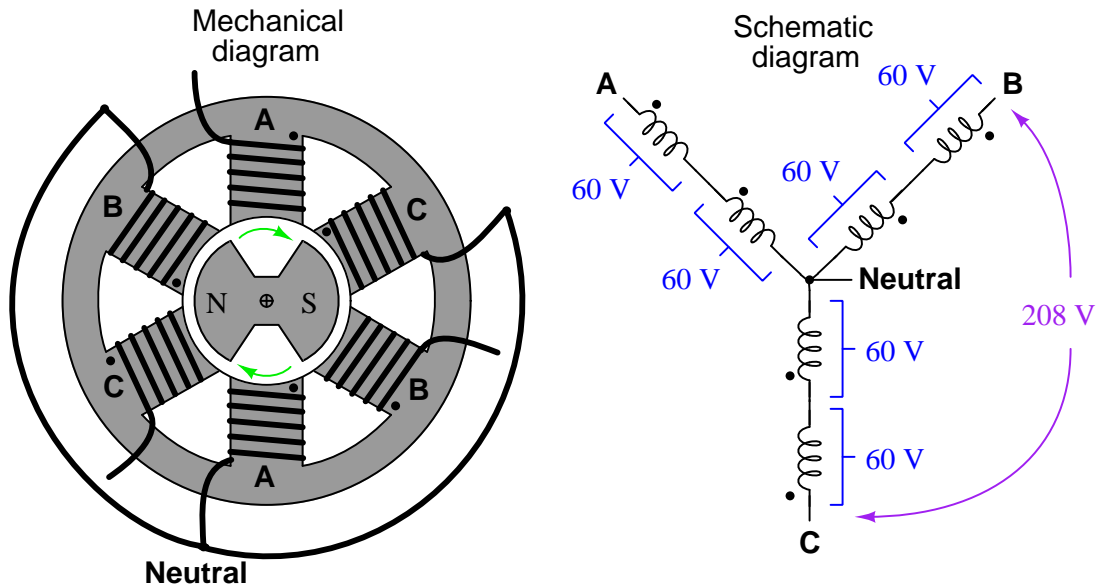 Mechanical
diagram
A
B
C
N
S
C
B
A
Neutral
Schematic
diagram
A
B
60 V
60 V
60 V
60 V
Neutral
208 V
60 V
60 V
C